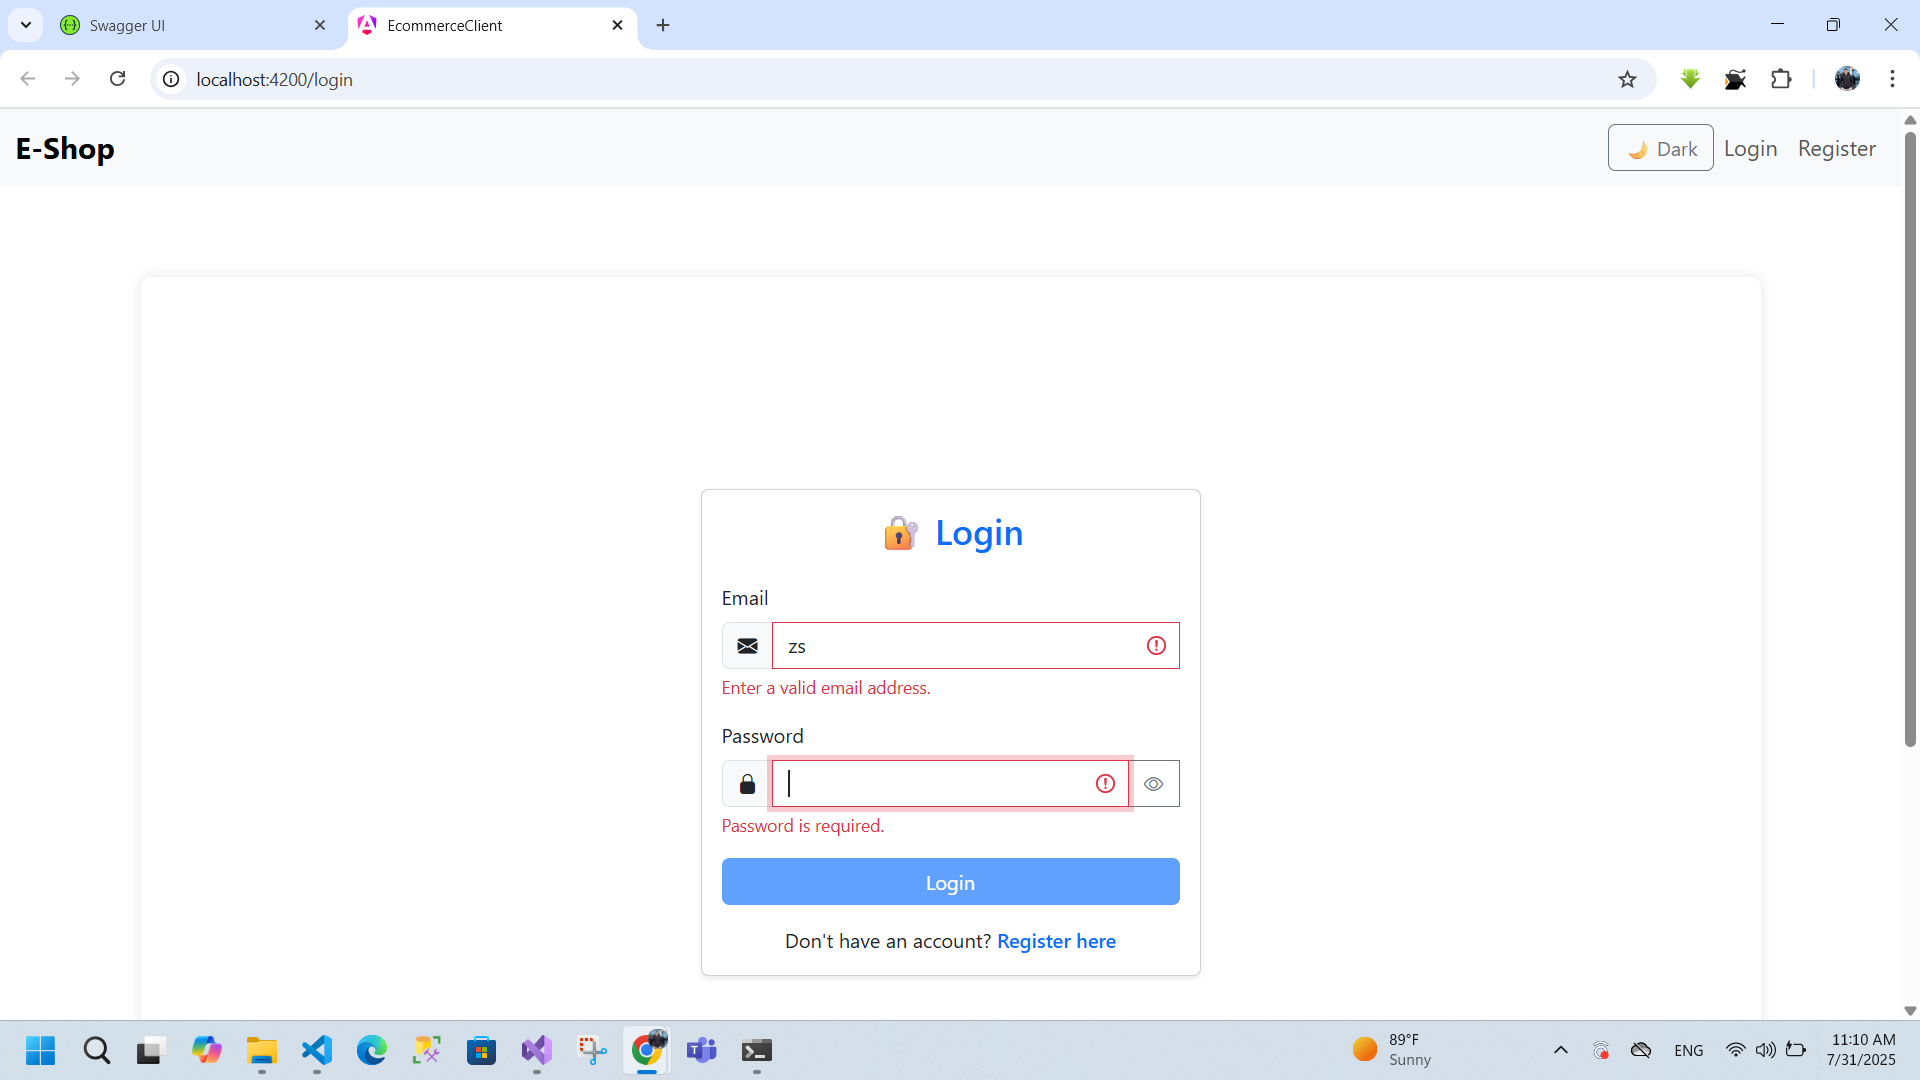 Swagger UI
EcommerceClient
localhost:4200/login
E-Shop
Dark
Login
Register
Login
Email
zs
Enter a valid email address.
Password
Password is required.
Login
Don't have an account? Register here
89°F
Sunny
ENG
11:10 AM
7/31/2025